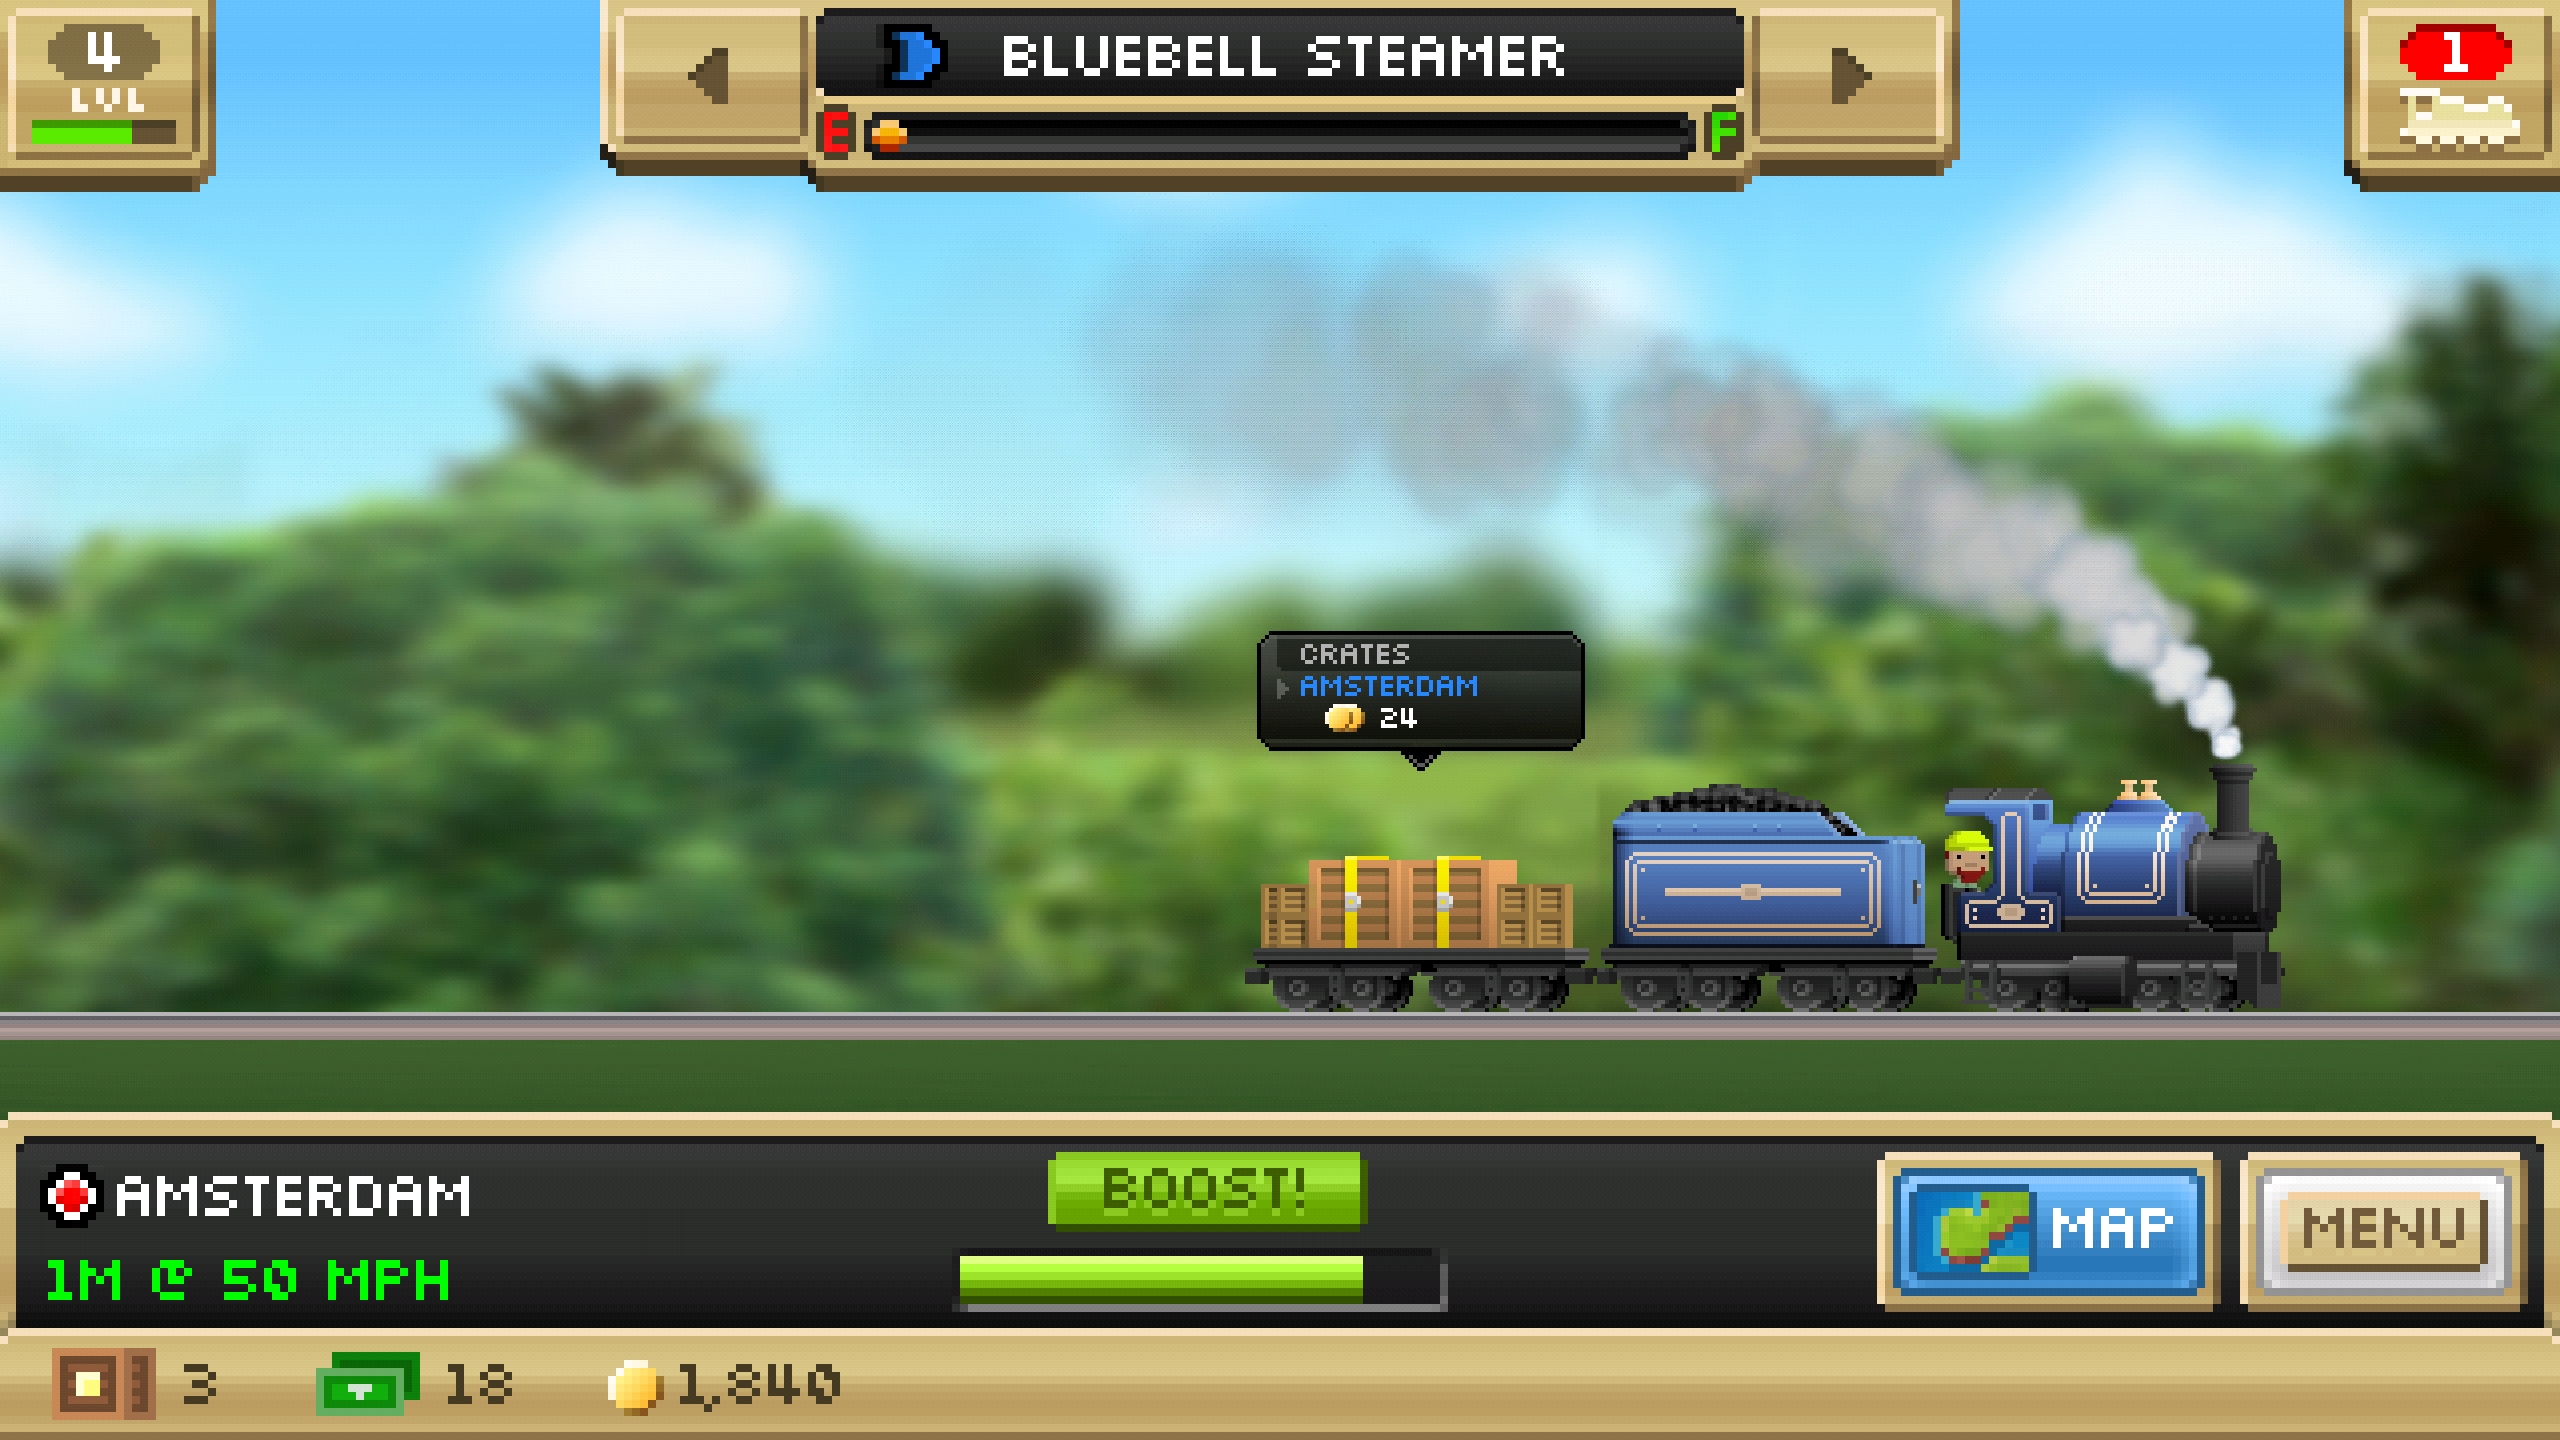 4
LVL
BLUEBELL STEAMER
E F
1
CRATES
AMSTERDAM
24
AMSTERDAM
1M @ 50 MPH
BOOST!
MAP
MENU
3 18 1,840